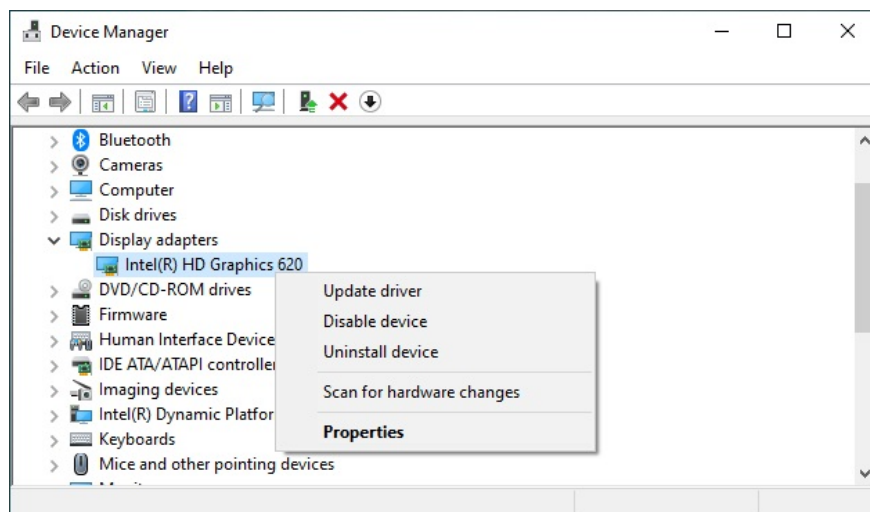 Device Manager
File Action View Help
Bluetooth
Cameras
Computer
Disk drives
Display adapters
Intel(R) HD Graphics 620
DVD/CD-ROM drives
Firmware
Human Interface Device
IDE ATA/ATAPI controller
Imaging devices
Intel(R) Dynamic Platfor
Keyboards
Mice and other pointing devices
Update driver
Disable device
Uninstall device
Scan for hardware changes
Properties